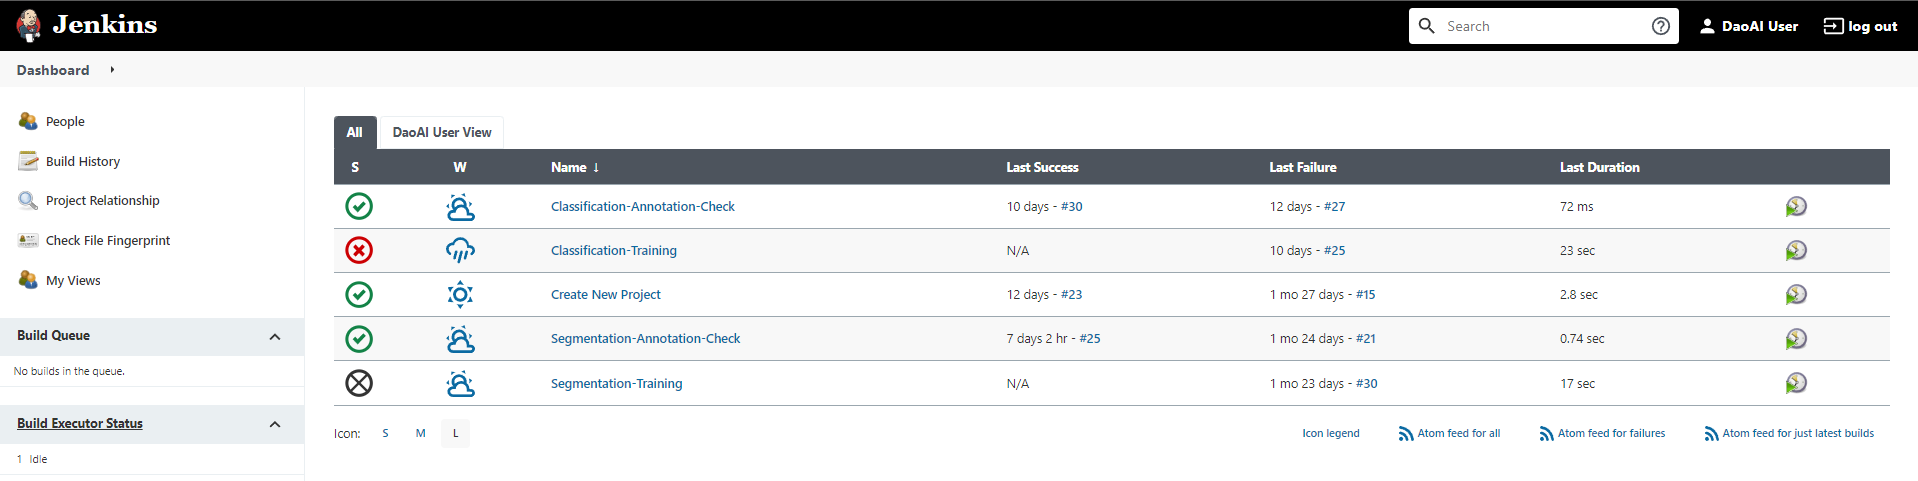 Jenkins
Search
DaoAI User
log out
Dashboard
People
Build History
Project Relationship
Check File Fingerprint
My Views
Build Queue
No builds in the queue.
Build Executor Status
1 Idle
All DaoAI User View
S W Name ↓ Last Success Last Failure Last Duration
Classification-Annotation-Check 10 days - #30 12 days - #27 72 ms
Classification-Training N/A 10 days - #25 23 sec
Create New Project 12 days - #23 1 mo 27 days - #15 2.8 sec
Segmentation-Annotation-Check 7 days 2 hr - #25 1 mo 24 days - #21 0.74 sec
Segmentation-Training N/A 1 mo 23 days - #30 17 sec
Icon: S M L
Icon legend Atom feed for all Atom feed for failures Atom feed for just latest builds